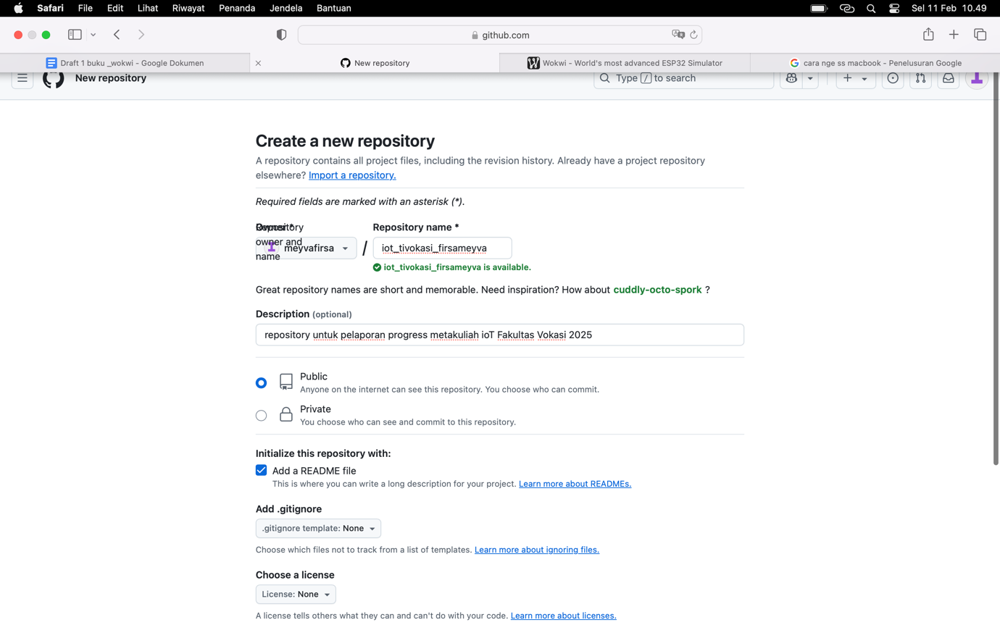 Safari File Edit Lihat Riwayat Penanda Jendela Bantuan Sel 11 Feb 10.49
github.com
Draft 1 buku _wokwi - Google Dokumen
New repository
Wokwi - World's most advanced ESP32 Simulator
cara nge ss macbook - Penelusuran Google
New repository
Type / to search
Create a new repository
A repository contains all project files, including the revision history. Already have a project repository
elsewhere? Import a repository.
Required fields are marked with an asterisk (*).
Owner *
Repository
owner and
name
meyvafirsa
/
Repository name *
iot_tivokasi_firsameyva
iot_tivokasi_firsameyva is available.
Great repository names are short and memorable. Need inspiration? How about cuddly-octo-spork ?
Description (optional)
repository untuk pelaporan progress metakuliah ioT Fakultas Vokasi 2025
Public
Anyone on the internet can see this repository. You choose who can commit.
Private
You choose who can see and commit to this repository.
Initialize this repository with:
Add a README file
This is where you can write a long description for your project. Learn more about READMEs.
Add .gitignore
.gitignore template: None
Choose which files not to track from a list of templates. Learn more about ignoring files.
Choose a license
License: None
A license tells others what they can and can't do with your code. Learn more about licenses.